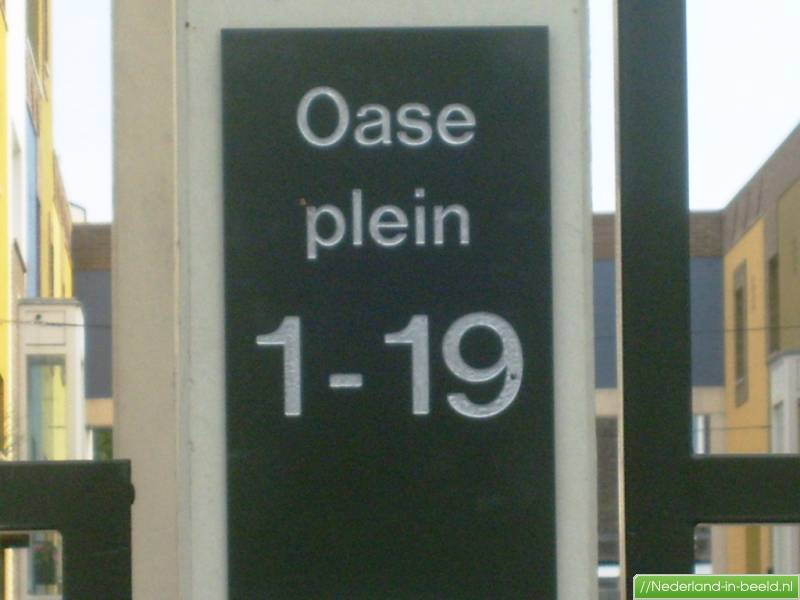 Oase
plein
1-19
//Nederland-in-beeld.nl